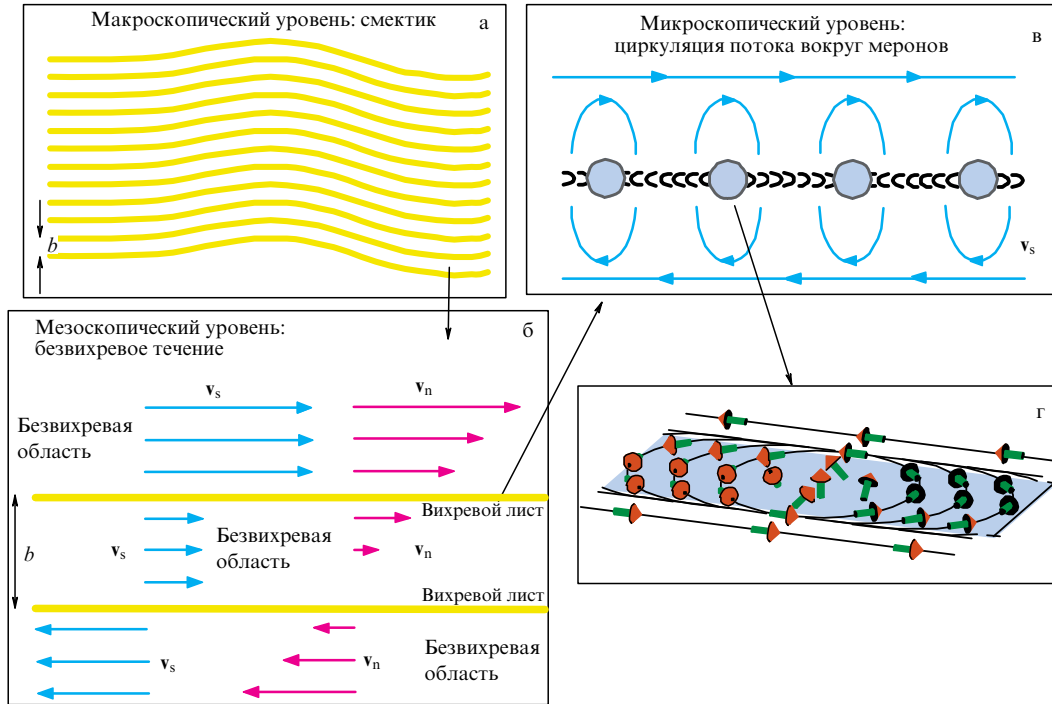 Макроскопический уровень: смектик
а
b
Микроскопический уровень:
циркуляция потока вокруг меронов
в
vs
Мезоскопический уровень:
безвихревое течение
б
vs
vn
Безвихревая
область
Вихревой лист
b
vs
Безвихревая
область
vn
Вихревой лист
vs
vn
Безвихревая
область
г